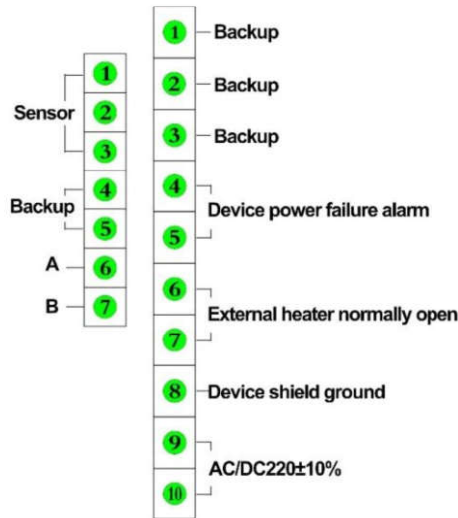 1
2
3
Sensor
4
5
Backup
6
A
7
B
1 Backup
2 Backup
3 Backup
4
5
Device power failure alarm
6
7
External heater normally open
8 Device shield ground
9
10
AC/DC220±10%